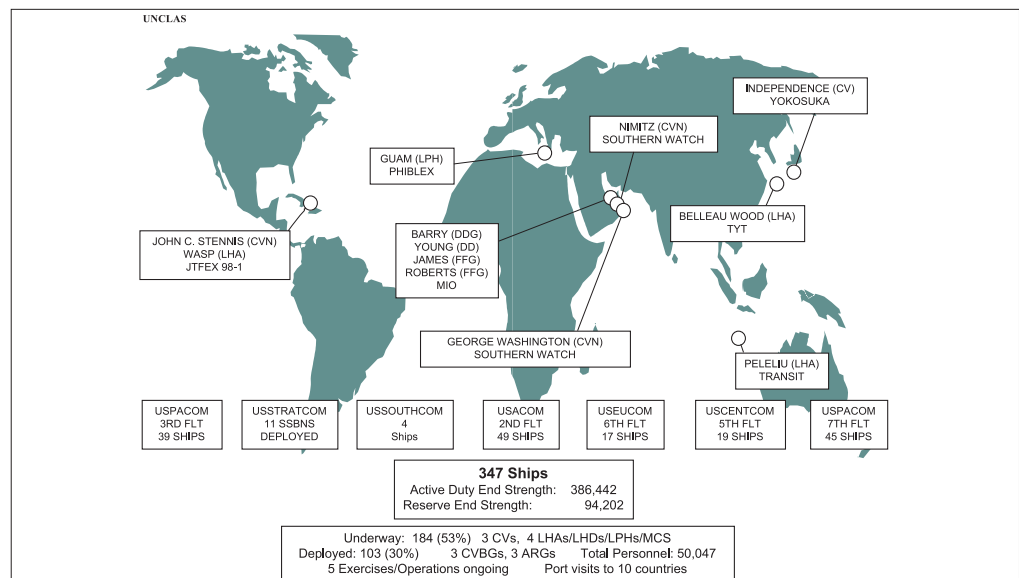 UNCLAS
INDEPENDENCE (CV)
YOKOSUKA
NIMITZ (CVN)
SOUTHERN WATCH
GUAM (LPH)
PHIBLEX
BELLEAU WOOD (LHA)
TYT
JOHN C. STENNIS (CVN)
WASP (LHA)
JTFEX 98-1
BARRY (DDG)
YOUNG (DD)
JAMES (FFG)
ROBERTS (FFG)
MIO
GEORGE WASHINGTON (CVN)
SOUTHERN WATCH
PELELIU (LHA)
TRANSIT
USPACOM
3RD FLT
39 SHIPS
USSTRATCOM
11 SSBNS
DEPLOYED
USSOUTHCOM
4
Ships
USACOM
2ND FLT
49 SHIPS
USEUCOM
6TH FLT
17 SHIPS
USCENTCOM
5TH FLT
19 SHIPS
USPACOM
7TH FLT
45 SHIPS
347 Ships
Active Duty End Strength: 386,442
Reserve End Strength: 94,202
Underway: 184 (53%) 3 CVs, 4 LHAs/LHDs/LPHs/MCS
Deployed: 103 (30%) 3 CVBGs, 3 ARGs Total Personnel: 50,047
5 Exercises/Operations ongoing Port visits to 10 countries